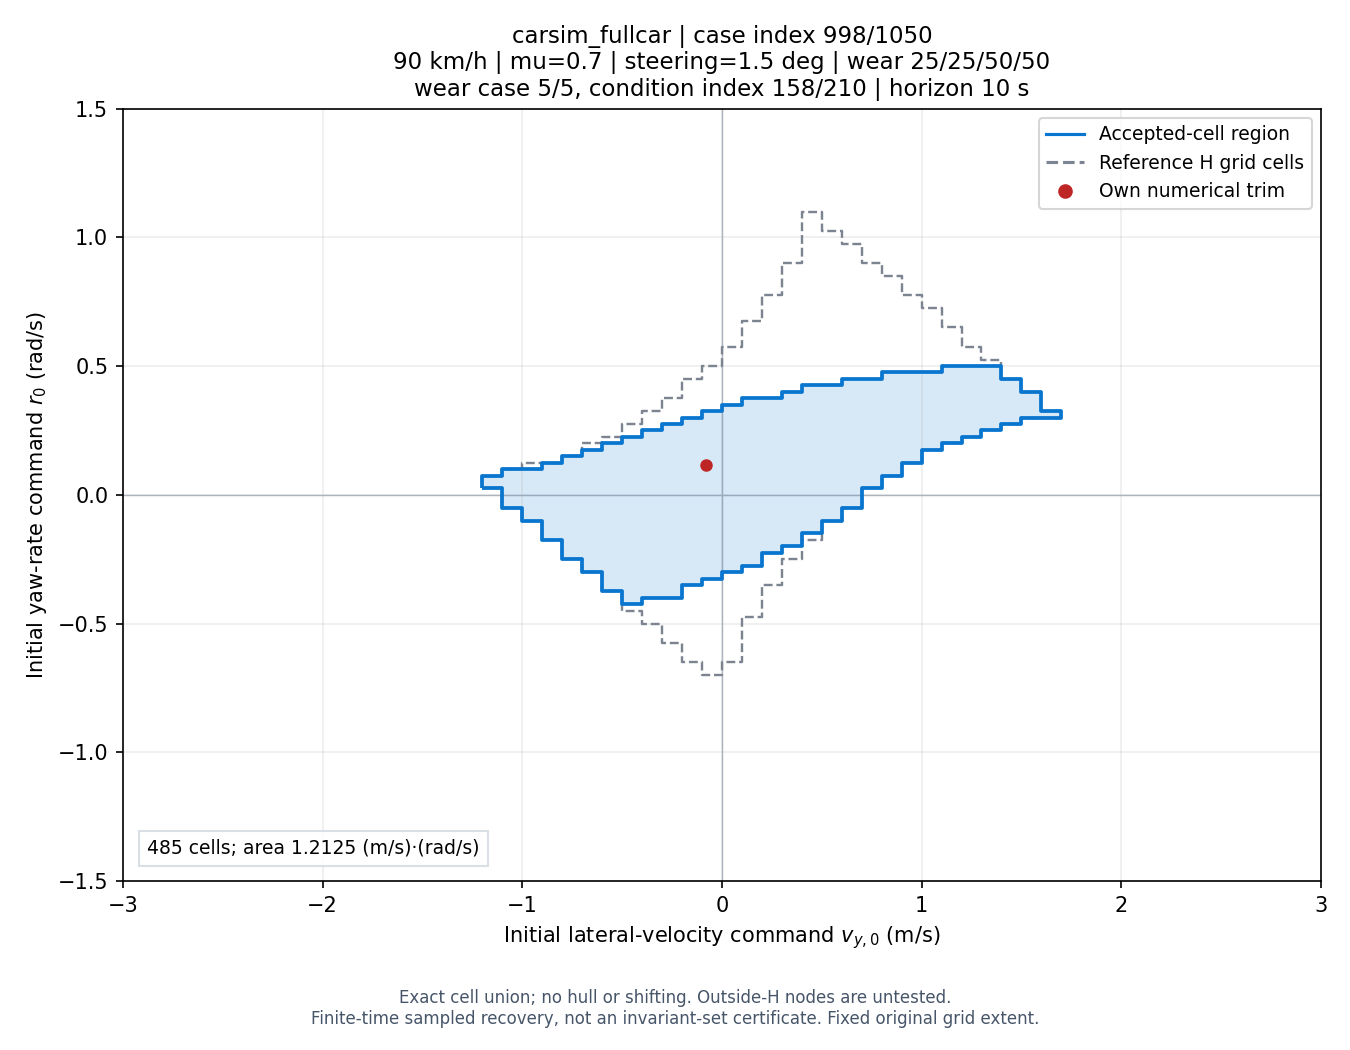 carsim_fullcar | case index 998/1050
90 km/h | mu=0.7 | steering=1.5 deg | wear 25/25/50/50
wear case 5/5, condition index 158/210 | horizon 10 s
Accepted-cell region
Reference H grid cells
Own numerical trim
1.5
1.0
0.5
0.0
−0.5
−1.0
−1.5
Initial yaw-rate command r₀ (rad/s)
485 cells; area 1.2125 (m/s)·(rad/s)
−3
−2
−1
0
1
2
3
Initial lateral-velocity command v_{y,0} (m/s)
Exact cell union; no hull or shifting. Outside-H nodes are untested.
Finite-time sampled recovery, not an invariant-set certificate. Fixed original grid extent.